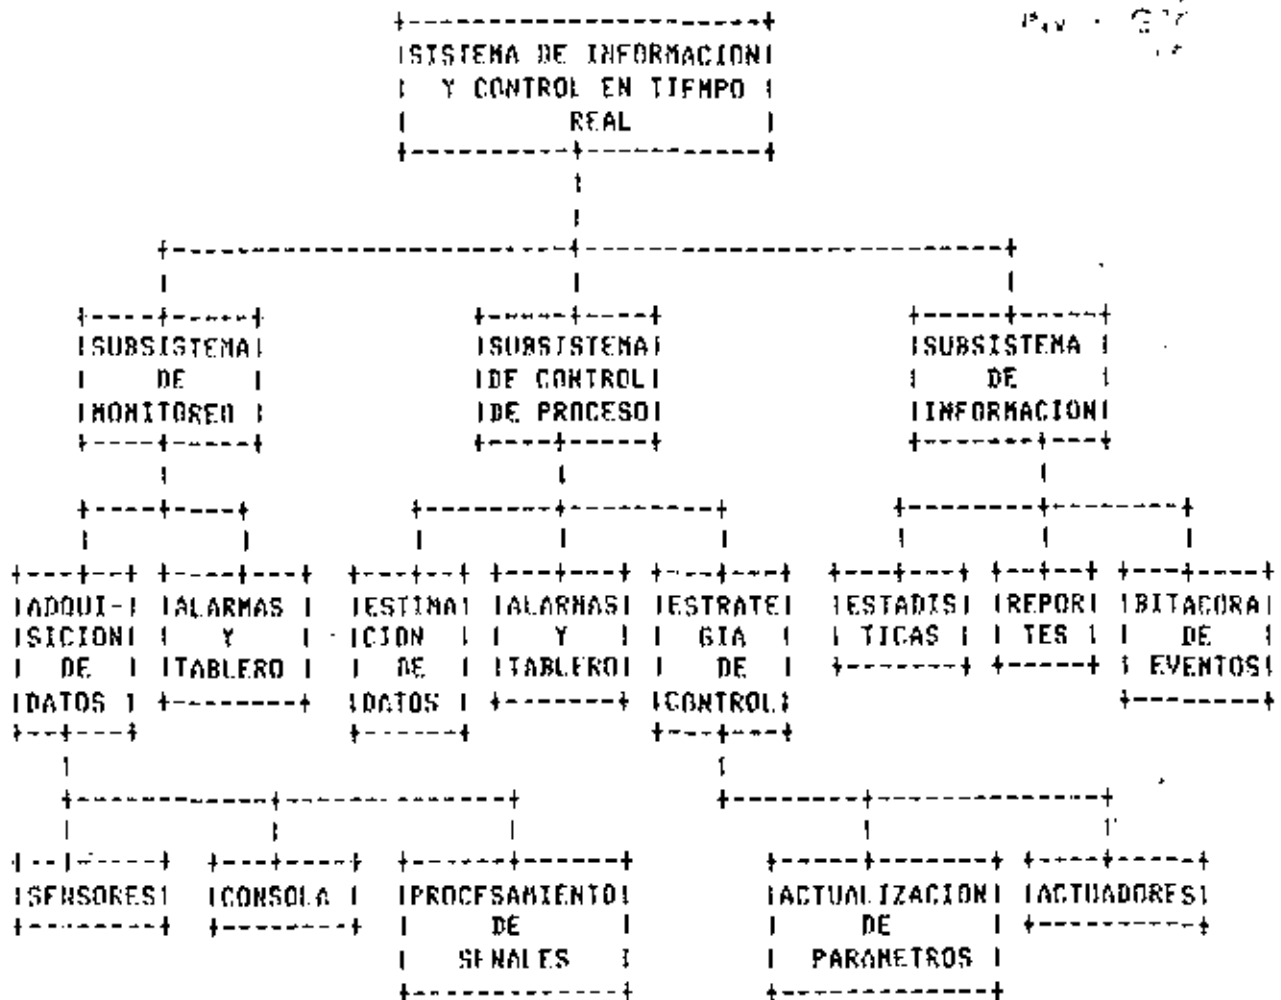 SISTEMA DE INFORMACION
Y CONTROL EN TIEMPO
REAL
SUBSISTEMA
DE
MONITOREO
SUBSISTEMA
DE CONTROL
DE PROCESO
SUBSISTEMA
DE
INFORMACION
ADQUI-
SICION
DE
DATOS
ALARMAS
Y
TABLERO
ESTIMA
CION
DE
DATOS
ALARMAS
Y
TABLERO
ESTRATE
GIA
DE
CONTROL
ESTADIS
TICAS
REPOR
TES
BITACORA
DE
EVENTOS
SENSORES
CONSOLA
PROCESAMIENTO
DE
SENALES
ACTUALIZACION
DE
PARAMETROS
ACTUADORES